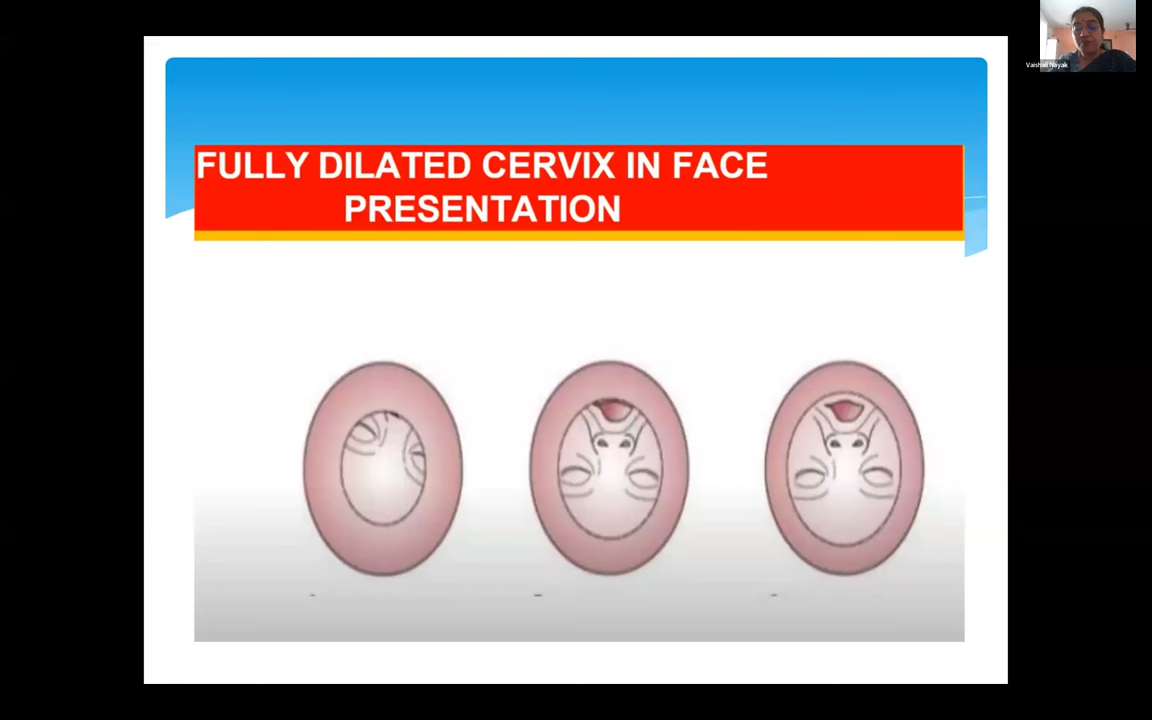 Vaishali Nayak
FULLY DILATED CERVIX IN FACE
PRESENTATION